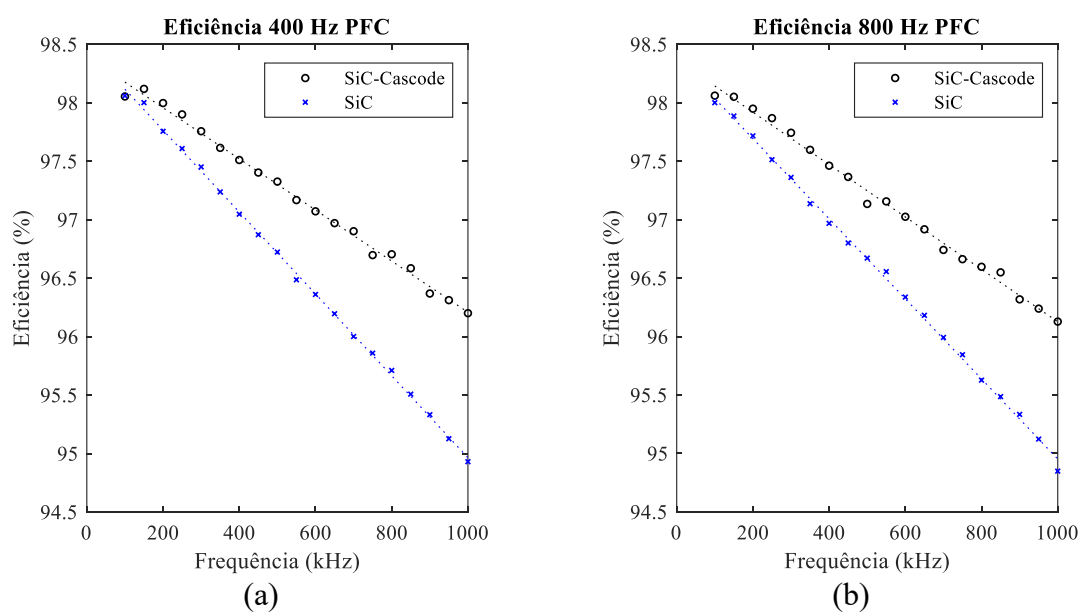 Eficiência 400 Hz PFC
98.5
98
97.5
97
96.5
96
95.5
95
94.5
Eficiência (%)
SiC-Cascode
SiC
0 200 400 600 800 1000
Frequência (kHz)
(a)
Eficiência 800 Hz PFC
98.5
98
97.5
97
96.5
96
95.5
95
94.5
Eficiência (%)
SiC-Cascode
SiC
0 200 400 600 800 1000
Frequência (kHz)
(b)